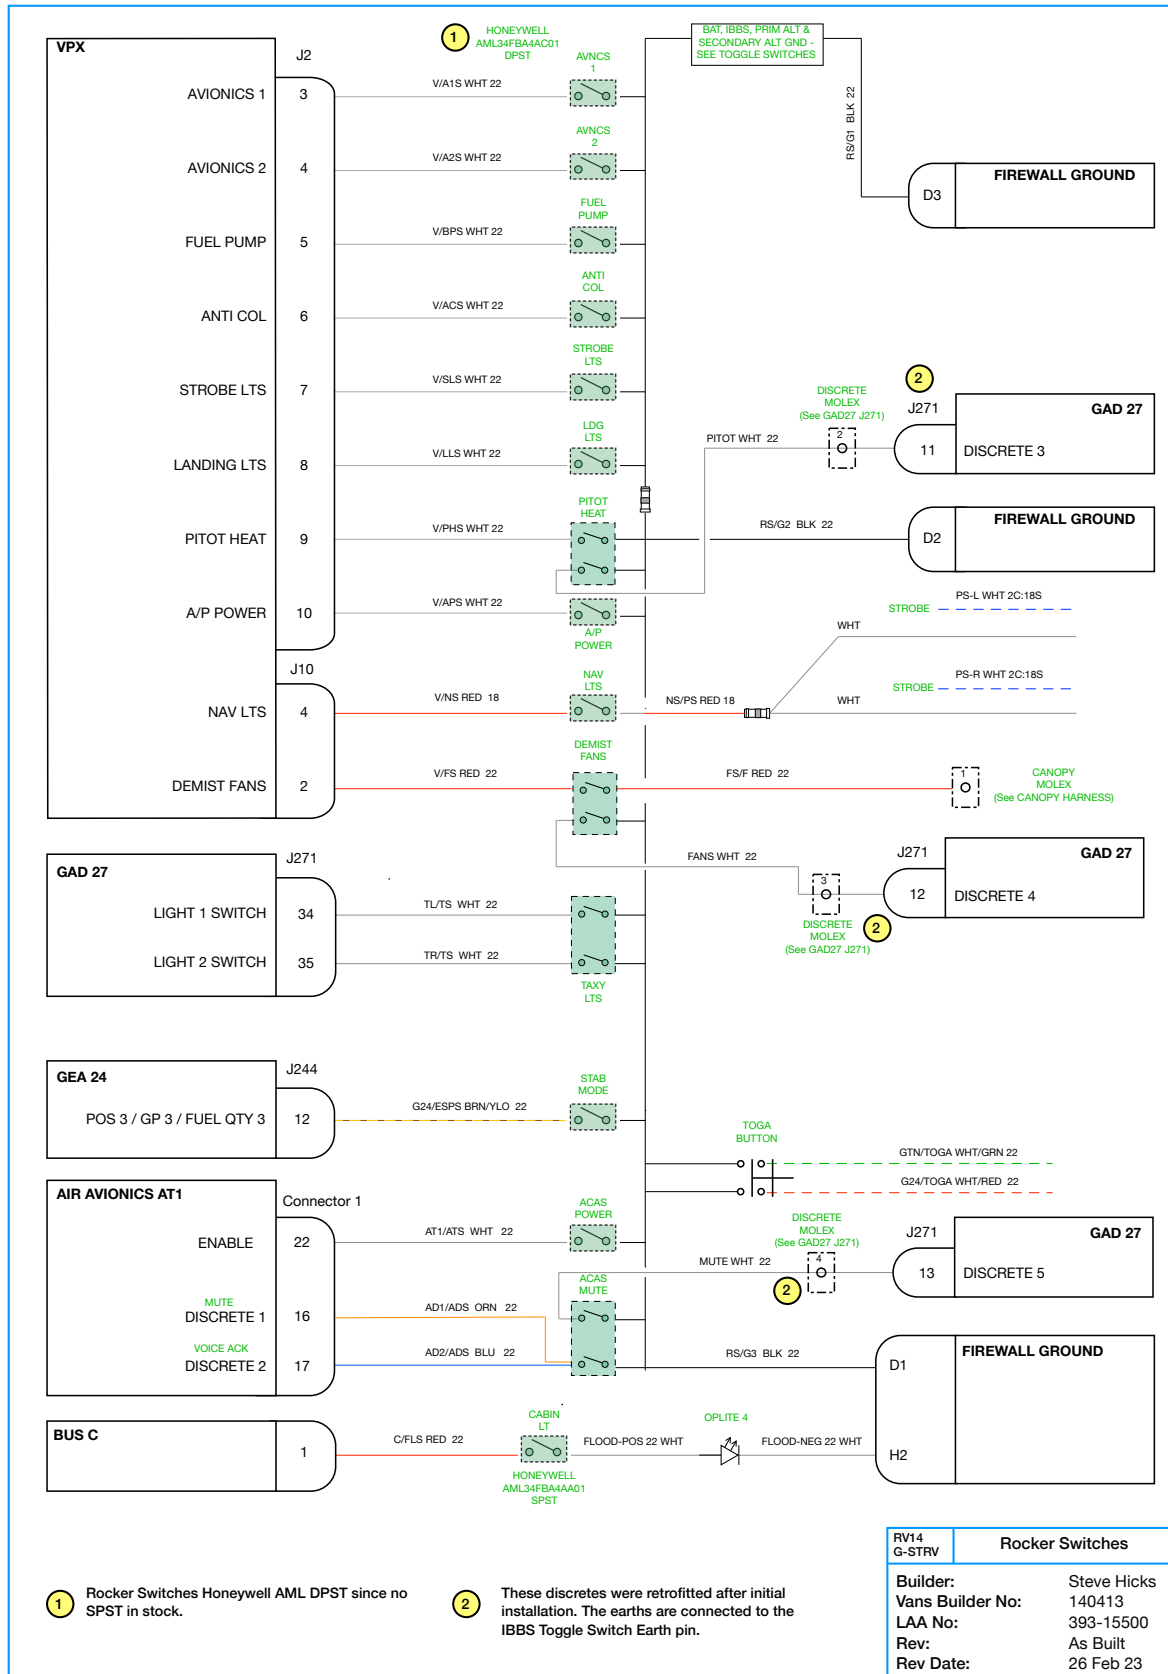 1
HONEYWELL
AML34FBA4AC01
DPST
BAT, IBBS, PRIM ALT &
SECONDARY ALT GND -
SEE TOGGLE SWITCHES
VPX
J2
AVNCS
1
AVIONICS 1
3
V/A1S WHT 22
RS/G1 BLK 22
AVNCS
2
AVIONICS 2
4
V/A2S WHT 22
D3
FIREWALL GROUND
FUEL
PUMP
FUEL PUMP
5
V/BPS WHT 22
ANTI
COL
ANTI COL
6
V/ACS WHT 22
STROBE
LTS
STROBE LTS
7
V/SLS WHT 22
2
DISCRETE
MOLEX
(See GAD27 J271)
J271
GAD 27
LDG
LTS
LANDING LTS
8
V/LLS WHT 22
PITOT WHT 22
2
11
DISCRETE 3
PITOT
HEAT
PITOT HEAT
9
V/PHS WHT 22
RS/G2 BLK 22
D2
FIREWALL GROUND
A/P POWER
10
V/APS WHT 22
A/P
POWER
STROBE
PS-L WHT 2C:18S
WHT
J10
NAV
LTS
NAV LTS
4
V/NS RED 18
NS/PS RED 18
STROBE
PS-R WHT 2C:18S
WHT
DEMIST
FANS
DEMIST FANS
2
V/FS RED 22
FS/F RED 22
1
CANOPY
MOLEX
(See CANOPY HARNESS)
FANS WHT 22
3
J271
GAD 27
12
DISCRETE 4
DISCRETE
MOLEX
(See GAD27 J271)
2
GAD 27
J271
LIGHT 1 SWITCH
34
TL/TS WHT 22
LIGHT 2 SWITCH
35
TR/TS WHT 22
TAXY
LTS
GEA 24
J244
STAB
MODE
POS 3 / GP 3 / FUEL QTY 3
12
G24/ESPS BRN/YLO 22
TOGA
BUTTON
GTN/TOGA WHT/GRN 22
G24/TOGA WHT/RED 22
AIR AVIONICS AT1
Connector 1
ACAS
POWER
ENABLE
22
AT1/ATS WHT 22
DISCRETE
MOLEX
(See GAD27 J271)
J271
GAD 27
MUTE WHT 22
4
2
13
DISCRETE 5
ACAS
MUTE
MUTE
DISCRETE 1
16
AD1/ADS ORN 22
VOICE ACK
DISCRETE 2
17
AD2/ADS BLU 22
RS/G3 BLK 22
D1
FIREWALL GROUND
BUS C
1
C/FLS RED 22
CABIN
LT
HONEYWELL
AML34FBA4AA01
SPST
FLOOD-POS 22 WHT
OPLITE 4
FLOOD-NEG 22 WHT
H2
1
Rocker Switches Honeywell AML DPST since no
SPST in stock.
2
These discretes were retrofitted after initial
installation. The earths are connected to the
IBBS Toggle Switch Earth pin.
RV14
G-STRV
Rocker Switches
Builder: Steve Hicks
Vans Builder No: 140413
LAA No: 393-15500
Rev: As Built
Rev Date: 26 Feb 23